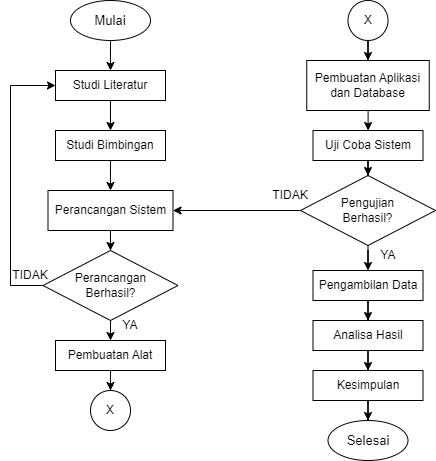 Mulai
Studi Literatur
Studi Bimbingan
Perancangan Sistem
Perancangan
Berhasil?
TIDAK
YA
Pembuatan Alat
X
X
Pembuatan Aplikasi
dan Database
Uji Coba Sistem
Pengujian
Berhasil?
TIDAK
YA
Pengambilan Data
Analisa Hasil
Kesimpulan
Selesai